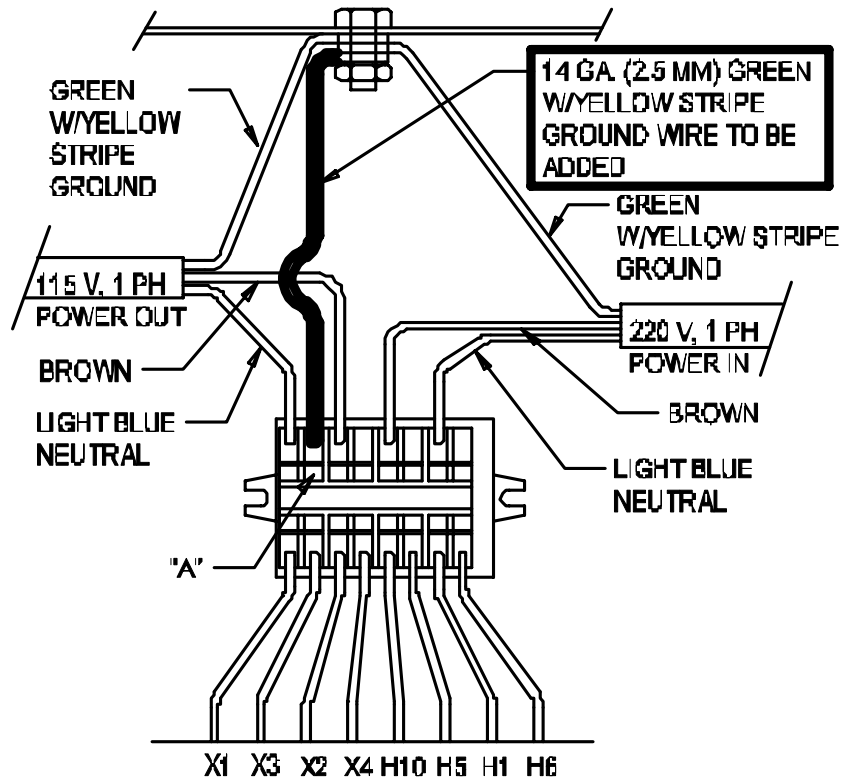 14 GA. (2.5 MM) GREEN
W/YELLOW STRIPE
GROUND WIRE TO BE
ADDED
GREEN
W/YELLOW
STRIPE
GROUND
GREEN
W/YELLOW STRIPE
GROUND
115 V, 1 PH
POWER OUT
220 V, 1 PH
POWER IN
BROWN
BROWN
LIGHT BLUE
NEUTRAL
LIGHT BLUE
NEUTRAL
"A"
X1 X3 X2 X4 H10 H5 H1 H6